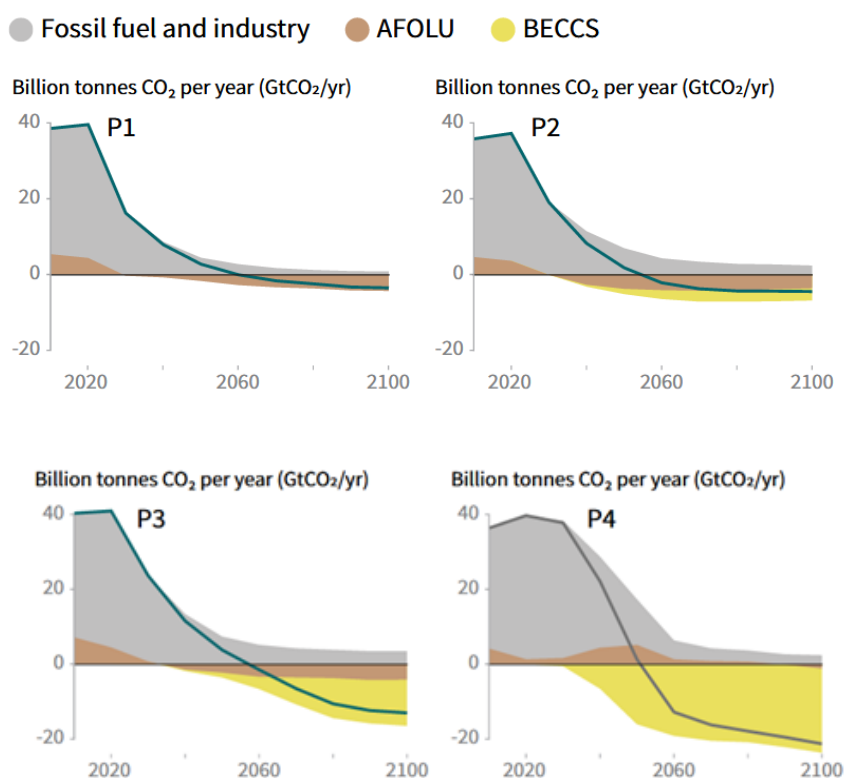 Fossil fuel and industry AFOLU BECCS
Billion tonnes CO₂ per year (GtCO₂/yr)
Billion tonnes CO₂ per year (GtCO₂/yr)
40 P1
40 P2
20
20
0
0
-20
-20
2020 2060 2100
2020 2060 2100
Billion tonnes CO₂ per year (GtCO₂/yr)
Billion tonnes CO₂ per year (GtCO₂/yr)
40 P3
40 P4
20
20
0
0
-20
-20
2020 2060 2100
2020 2060 2100